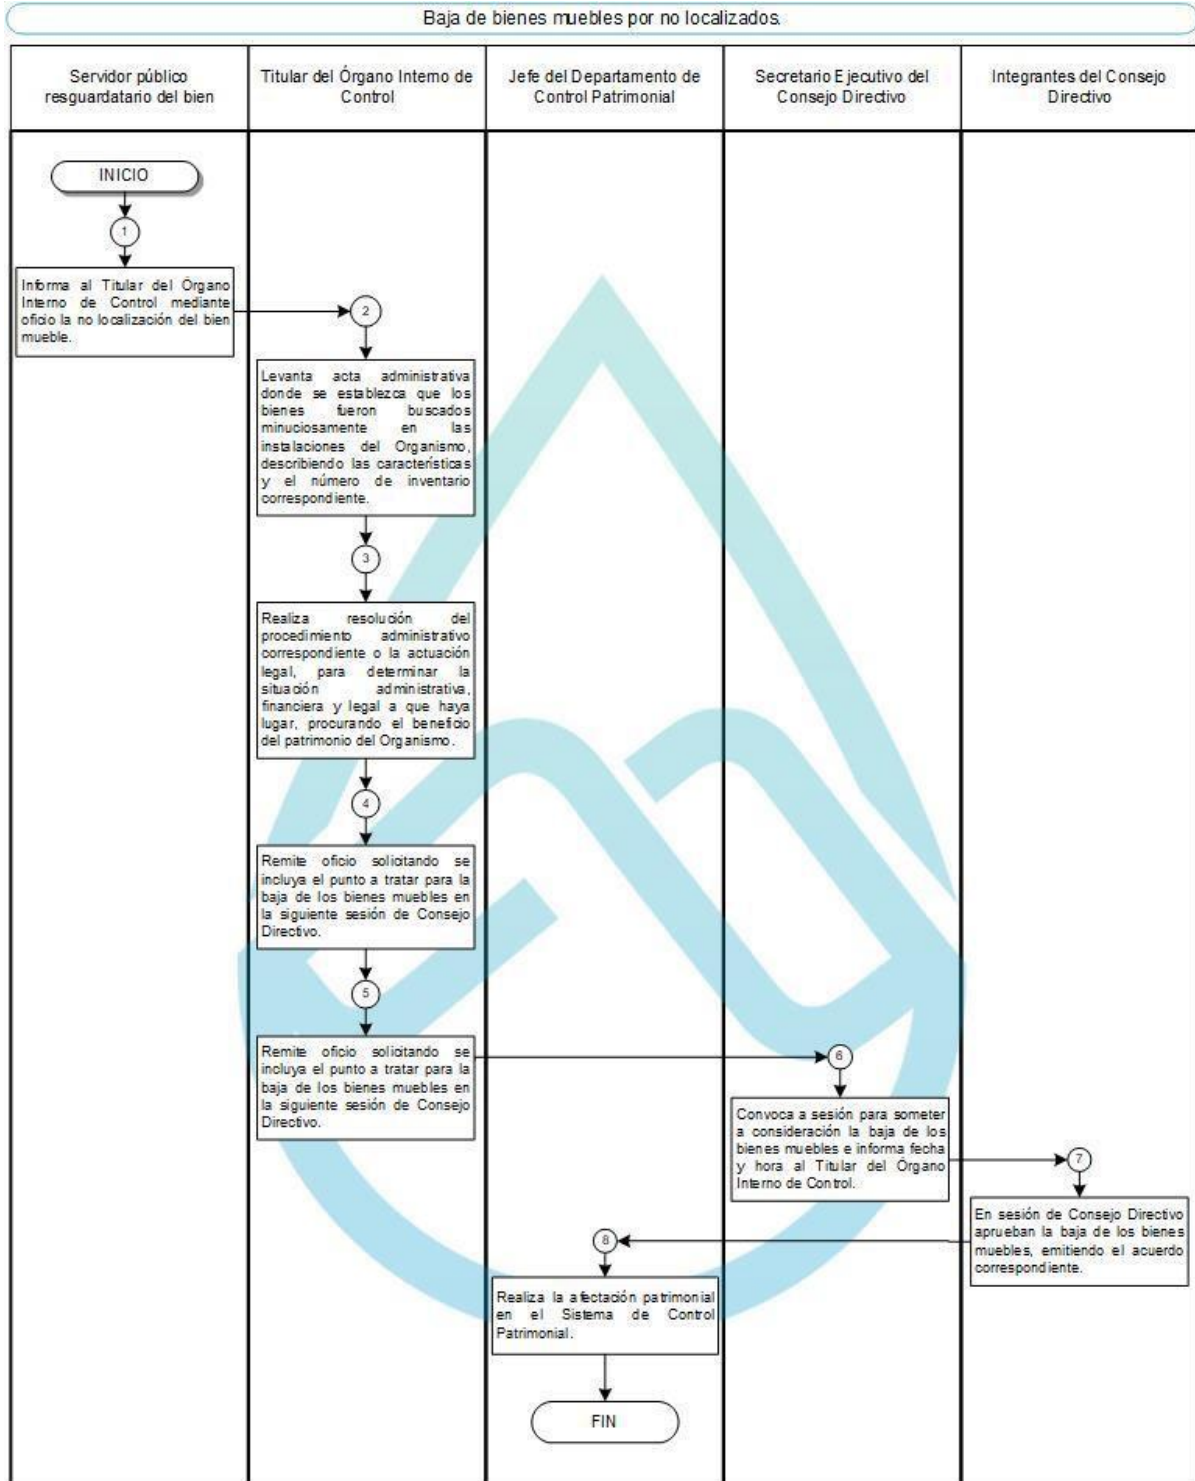 Baja de bienes muebles por no localizados.
Servidor público
resguardatario del bien
Titular del Órgano Interno de
Control
Jefe del Departamento de
Control Patrimonial
Secretario Ejecutivo del
Consejo Directivo
Integrantes del Consejo
Directivo
INICIO
1
Informa al Titular del Órgano
Interno de Control mediante
oficio la no localización del bien
mueble.
2
Levanta acta administrativa
donde se establezca que los
bienes fueron buscados
minuciosamente en las
instalaciones del Organismo,
describiendo las características
y el número de inventario
correspondiente.
3
Realiza resolución del
procedimiento administrativo
correspondiente o la actuación
legal, para determinar la
situación administrativa,
financiera y legal a que haya
lugar, procurando el beneficio
del patrimonio del Organismo.
4
Remite oficio solicitando se
incluya el punto a tratar para la
baja de los bienes muebles en
la siguiente sesión de Consejo
Directivo.
5
Remite oficio solicitando se
incluya el punto a tratar para la
baja de los bienes muebles en
la siguiente sesión de Consejo
Directivo.
6
Convoca a sesión para someter
a consideración la baja de los
bienes muebles e informa fecha
y hora al Titular del Órgano
Interno de Control.
7
En sesión de Consejo Directivo
aprueban la baja de los bienes
muebles, emitiendo el acuerdo
correspondiente.
8
Realiza la afectación patrimonial
en el Sistema de Control
Patrimonial.
FIN